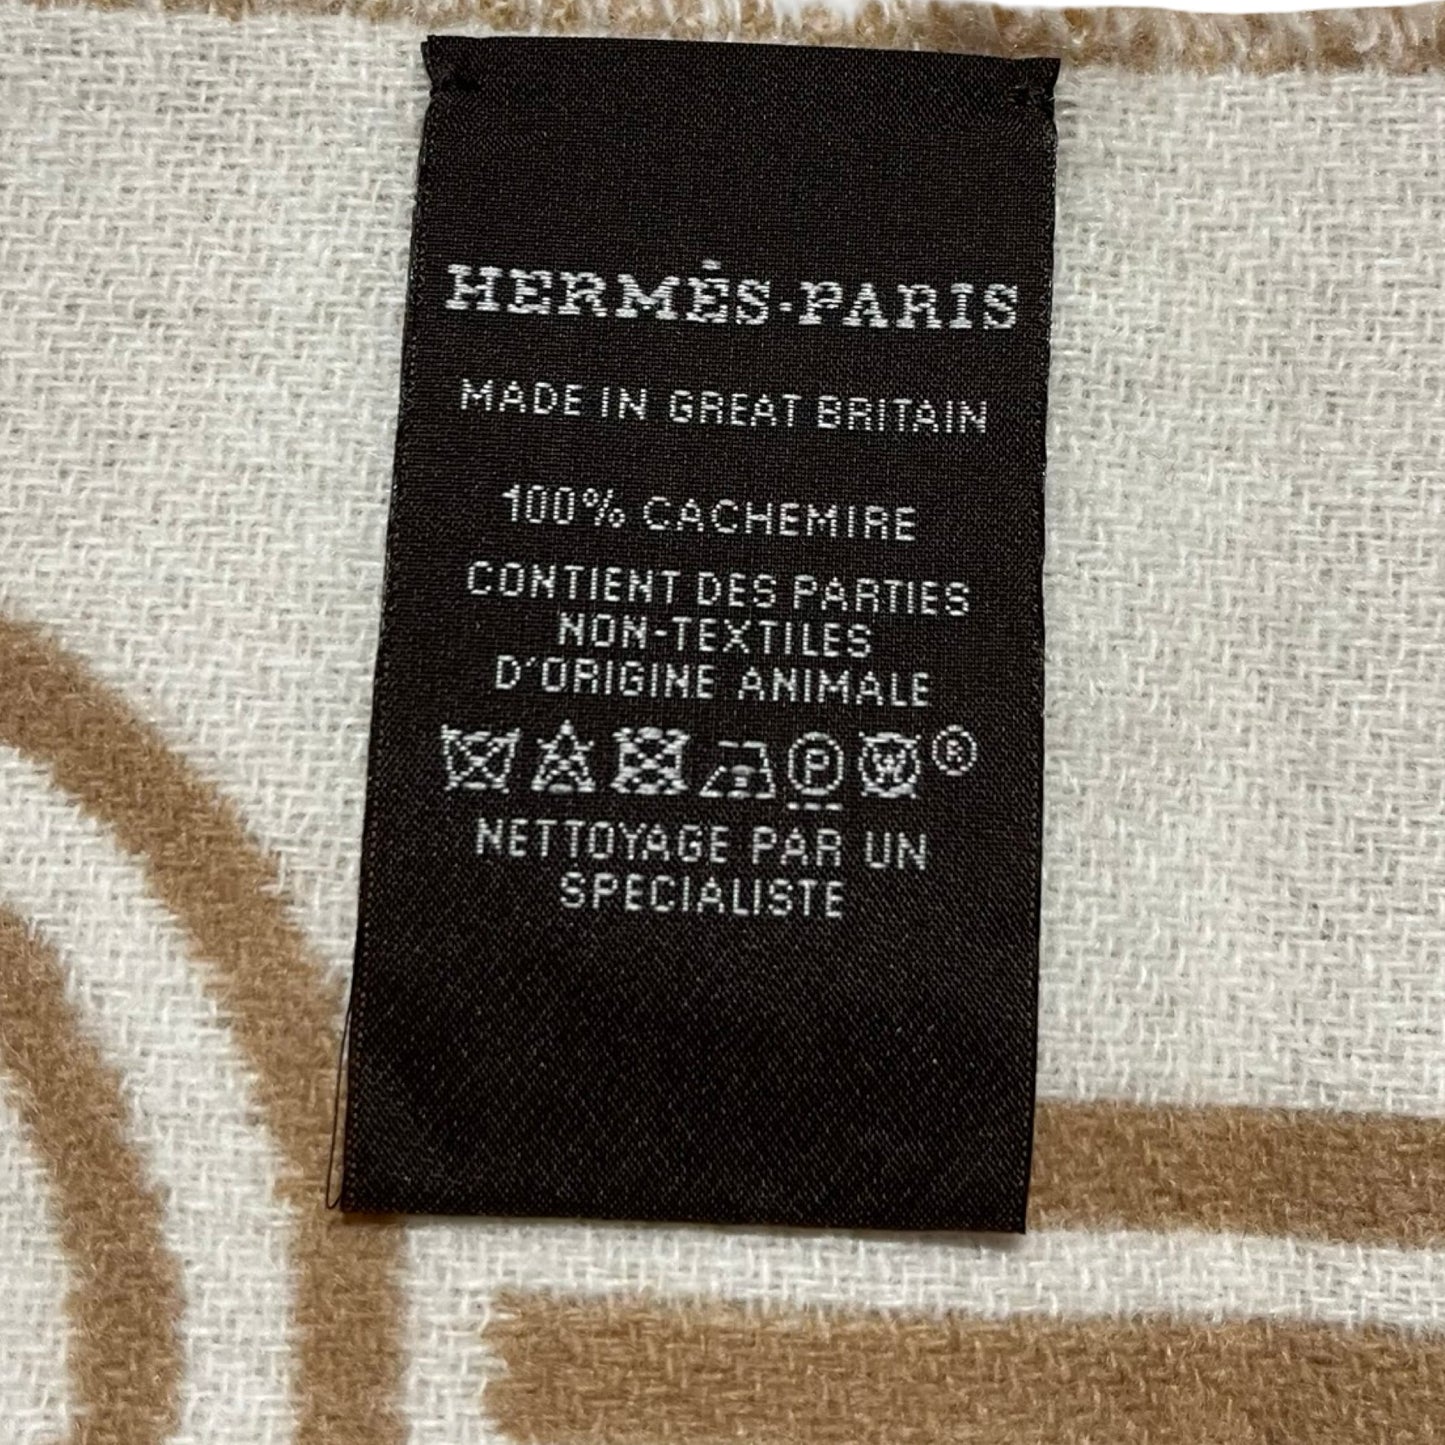 HERMÈS-PARIS
MADE IN GREAT BRITAIN
100% CACHEMIRE
CONTIENT DES PARTIES
NON-TEXTILES
D'ORIGINE ANIMALE
P W ®
NETTOYAGE PAR UN
SPECIALISTE